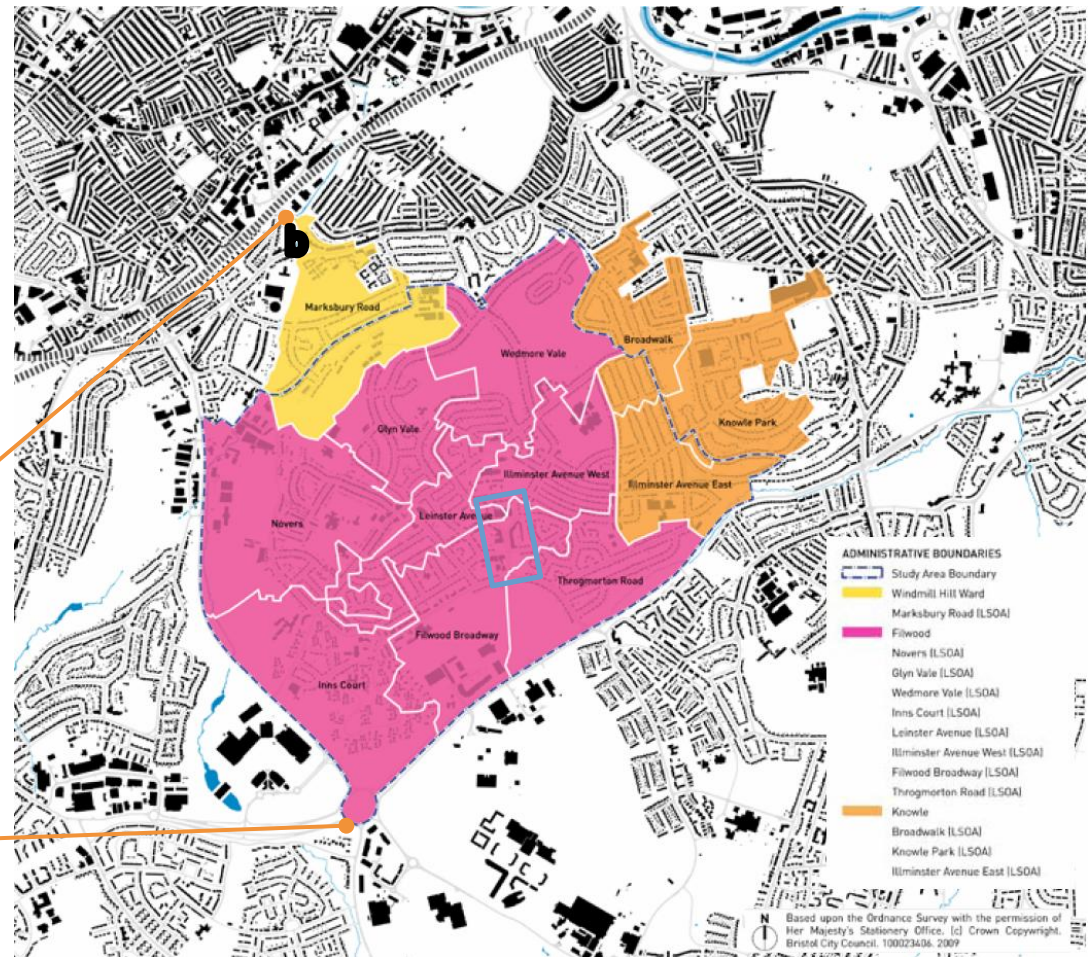 b
Marksbury Road
Wedmore Vale
Broadwalk
Glyn Vale
Knowle Park
Illminster Avenue West
Illminster Avenue East
Leinster Avenue
Novers
Throgmorton Road
Filwood Broadway
Inns Court
ADMINISTRATIVE BOUNDARIES
Study Area Boundary
Windmill Hill Ward
Marksbury Road (LSOA)
Filwood
Novers (LSOA)
Glyn Vale (LSOA)
Wedmore Vale (LSOA)
Inns Court (LSOA)
Leinster Avenue (LSOA)
Illminster Avenue West (LSOA)
Filwood Broadway (LSOA)
Throgmorton Road (LSOA)
Knowle
Broadwalk (LSOA)
Knowle Park (LSOA)
Illminster Avenue East (LSOA)
N
Based upon the Ordnance Survey with the permission of
Her Majesty's Stationery Office. (c) Crown Copyright.
Bristol City Council. 100023406. 2009